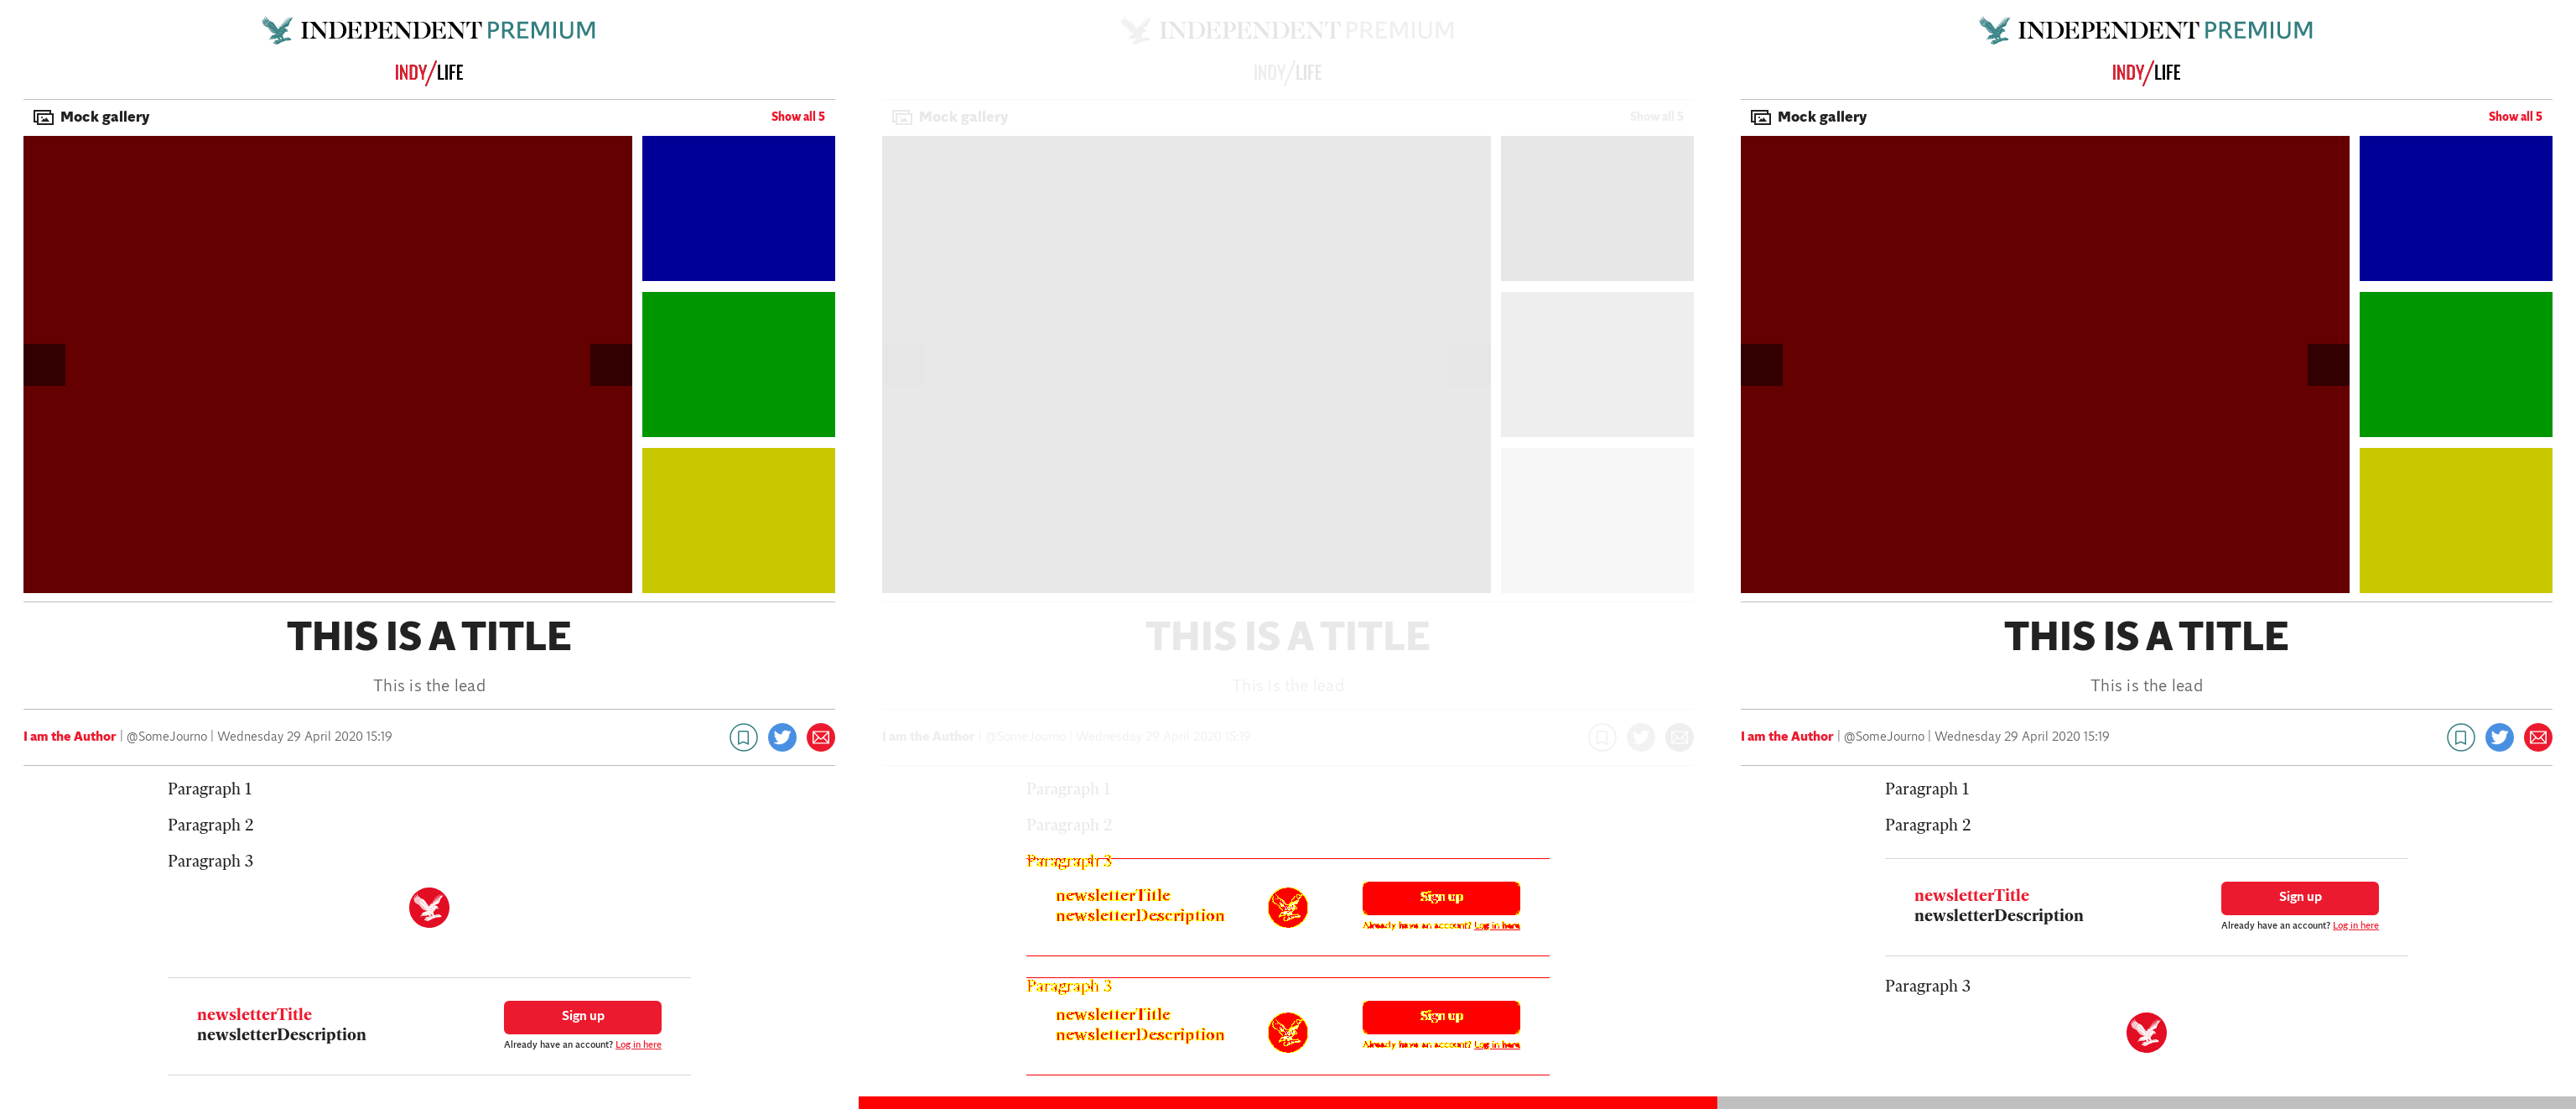 INDEPENDENT PREMIUM
INDY/LIFE
Mock gallery
Show all 5
THIS IS A TITLE
This is the lead
I am the Author | @SomeJourno | Wednesday 29 April 2020 15:19
Paragraph 1
Paragraph 2
Paragraph 3
newsletterTitle
newsletterDescription
Sign up
Already have an account? Log in here
INDEPENDENT PREMIUM
INDY/LIFE
Mock gallery
Show all 5
THIS IS A TITLE
This is the lead
I am the Author | @SomeJourno | Wednesday 29 April 2020 15:19
Paragraph 1
Paragraph 2
Paragraph 3
newsletterTitle
newsletterDescription
Sign up
Already have an account? Log in here
Paragraph 3
newsletterTitle
newsletterDescription
Sign up
Already have an account? Log in here
INDEPENDENT PREMIUM
INDY/LIFE
Mock gallery
Show all 5
THIS IS A TITLE
This is the lead
I am the Author | @SomeJourno | Wednesday 29 April 2020 15:19
Paragraph 1
Paragraph 2
newsletterTitle
newsletterDescription
Sign up
Already have an account? Log in here
Paragraph 3